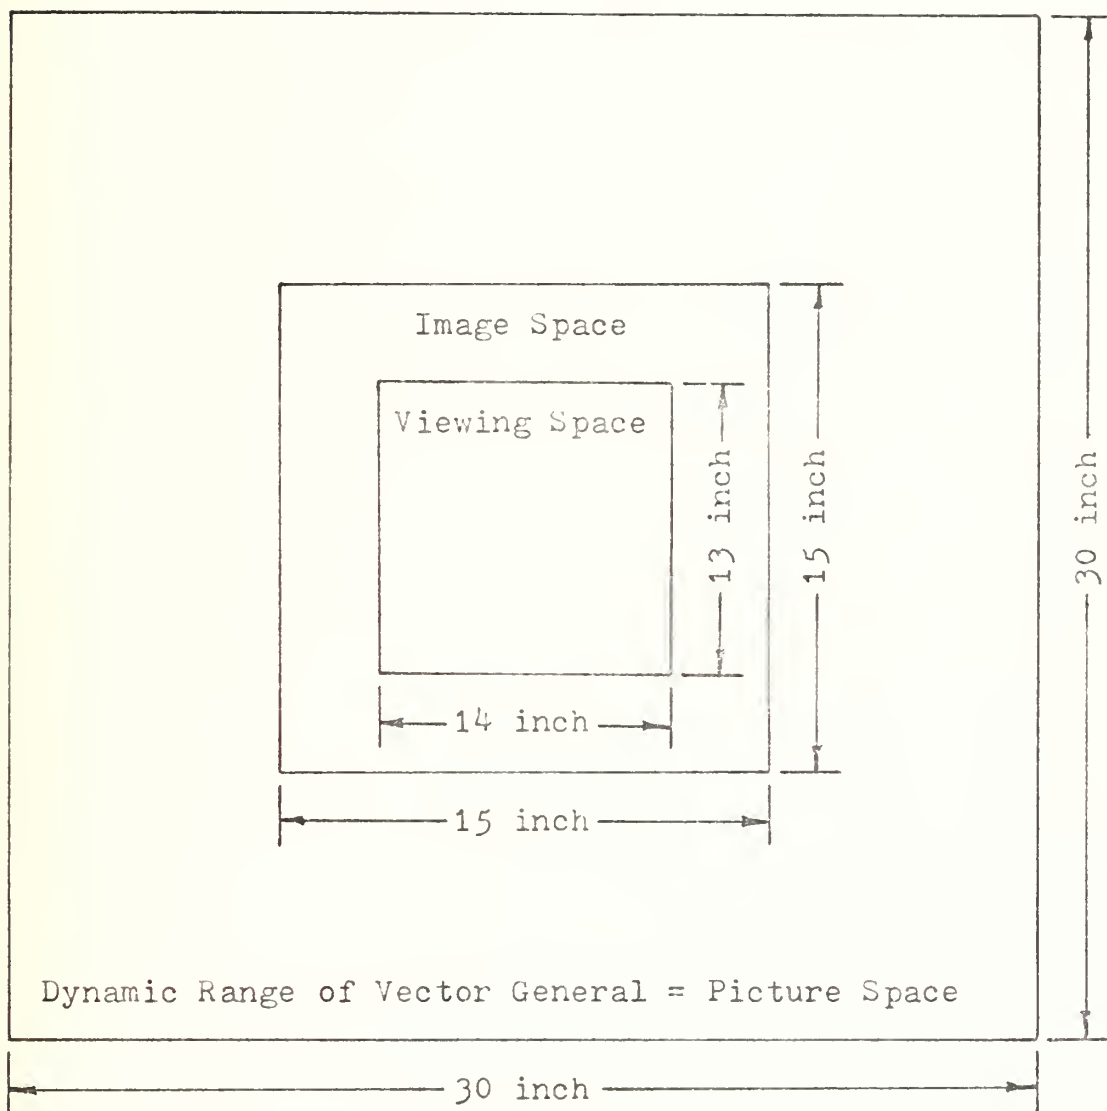 Image Space
Viewing Space
13 inch
15 inch
30 inch
14 inch
15 inch
Dynamic Range of Vector General = Picture Space
30 inch